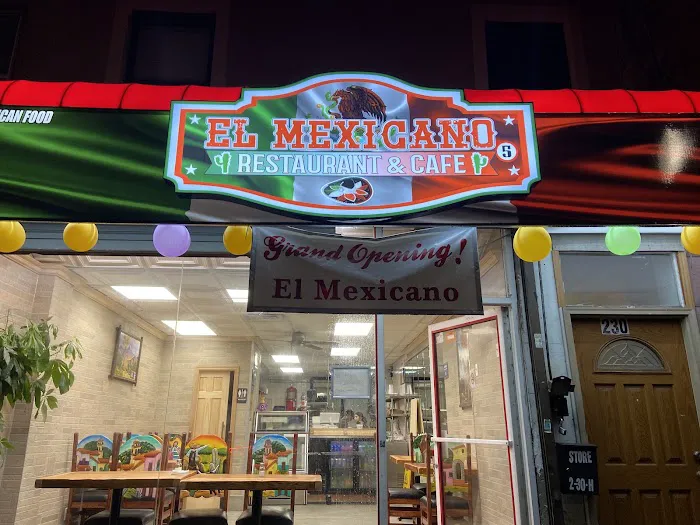 CAN FOOD
EL MEXICANO
5
RESTAURANT & CAFE
Grand Opening!
El Mexicano
230
STORE
2-30-H